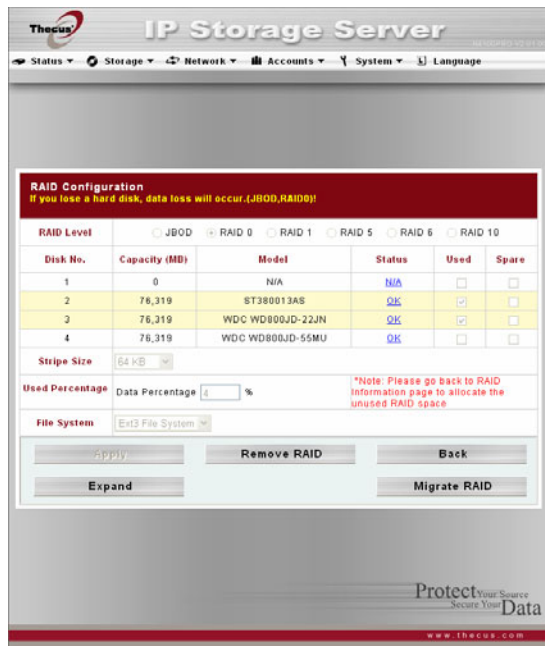 Thecus
IP Storage Server
Status Storage Network Accounts System Language
RAID Configuration
If you lose a hard disk, data loss will occur.(JBOD,RAID0)!
RAID Level JBOD RAID 0 RAID 1 RAID 5 RAID 6 RAID 10
Disk No. Capacity (MB) Model Status Used Spare
1 0 N/A N/A
2 76,319 ST380013AS OK
3 76,319 WDC WD800JD-22JN OK
4 76,319 WDC WD800JD-55MU OK
Stripe Size 64 KB
Used Percentage Data Percentage 4 % *Note: Please go back to RAID
Information page to allocate the
unused RAID space
File System Ext3 File System
Apply Remove RAID Back
Expand Migrate RAID
Protect Your Source
Secure Your Data
www.thecus.com